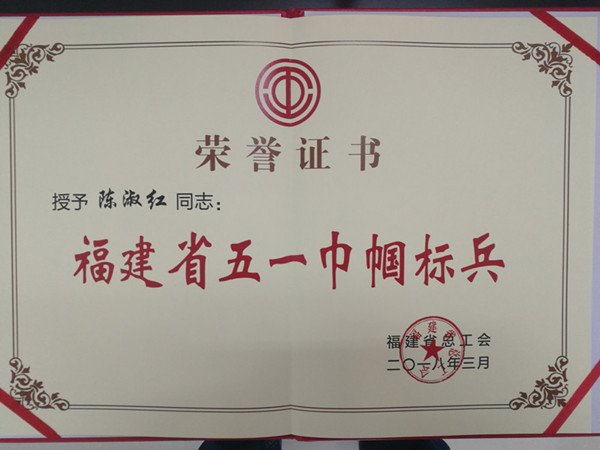 荣誉证书
授予 陈淑红 同志：
福建省五一巾帼标兵
福建省总工会
二〇一八年三月